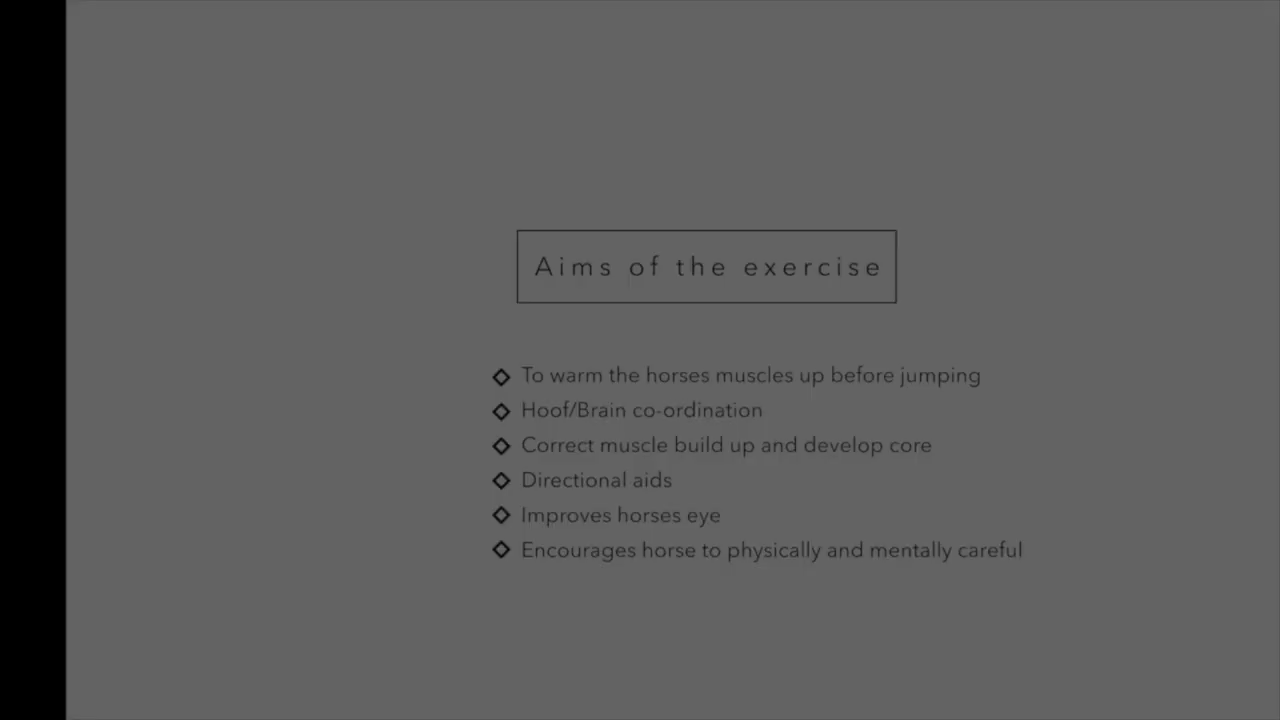 Aims of the exercise
To warm the horses muscles up before jumping
Hoof/Brain co-ordination
Correct muscle build up and develop core
Directional aids
Improves horses eye
Encourages horse to physically and mentally careful